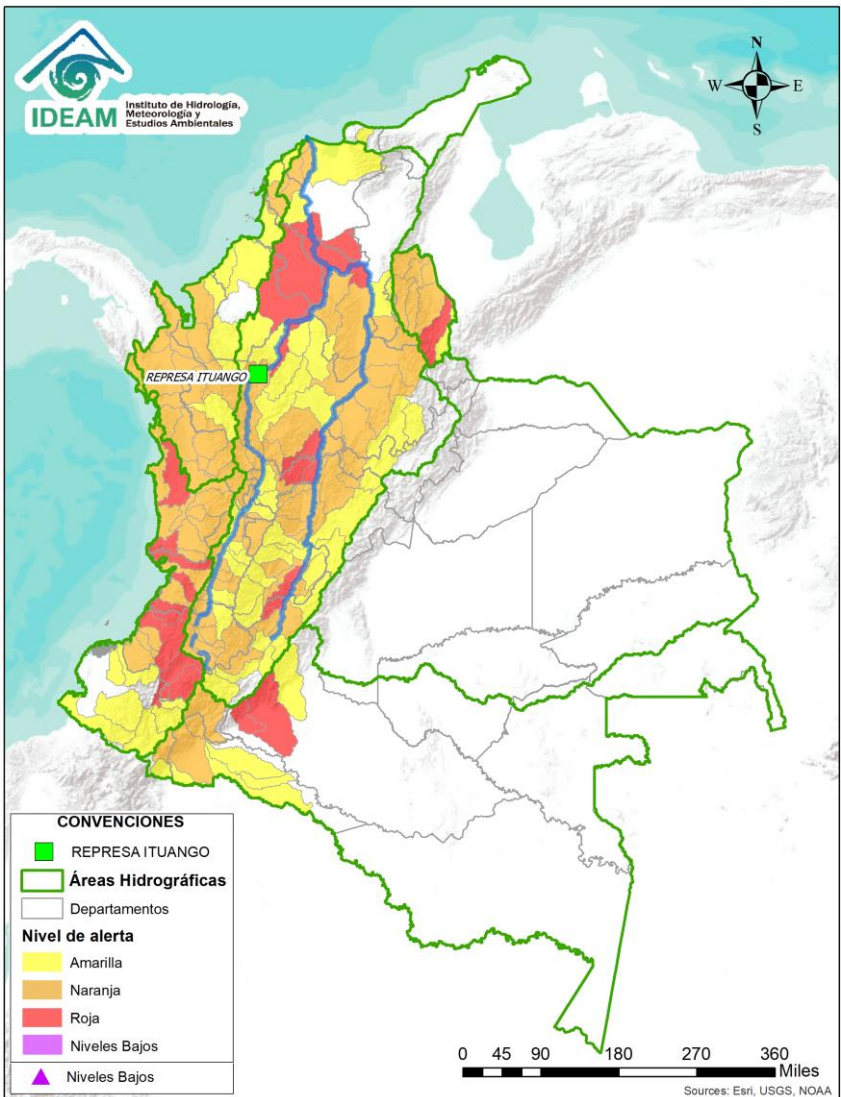 IDEAM
Instituto de Hidrología,
Meteorología y
Estudios Ambientales
N
W
E
S
REPRESA ITUANGO
CONVENCIONES
REPRESA ITUANGO
Áreas Hidrográficas
Departamentos
Nivel de alerta
Amarilla
Naranja
Roja
Niveles Bajos
Niveles Bajos
0 45 90 180 270 360
Miles
Sources: Esri, USGS, NOAA